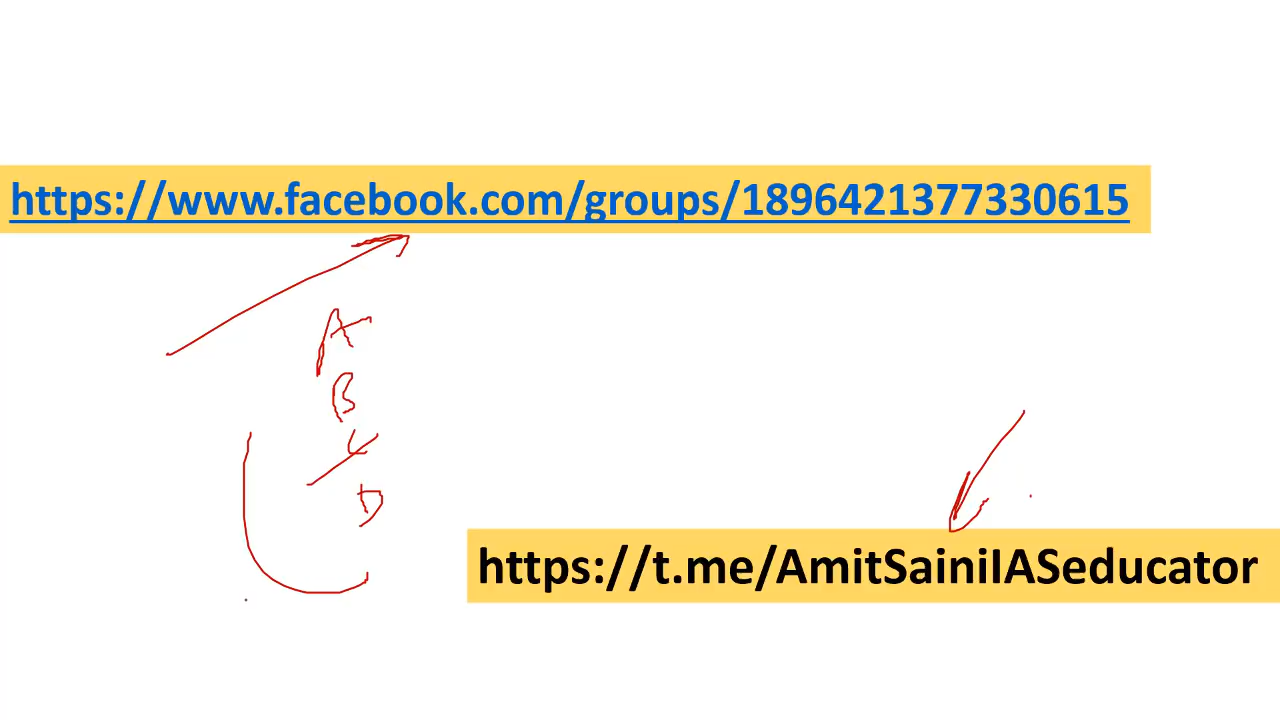 https://www.facebook.com/groups/1896421377330615
A
B
C
D
https://t.me/AmitSainiIASeducator